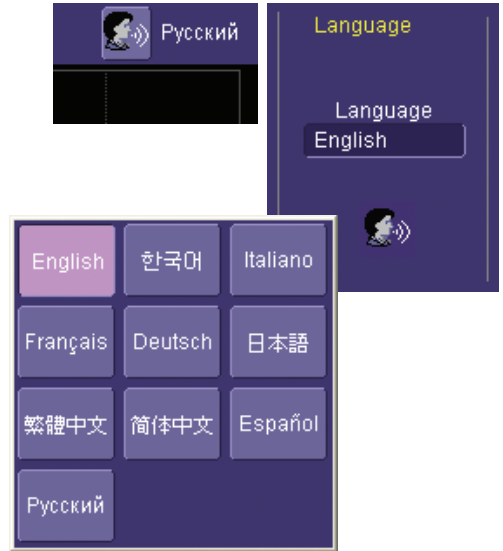 Русский
Language
Language
English
English 한국어 Italiano
Français Deutsch 日本語
繁體中文 简体中文 Español
Русский